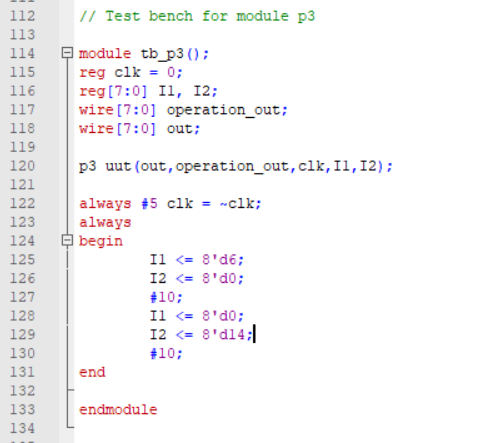 112 // Test bench for module p3
113
114 module tb_p3();
115 reg clk = 0;
116 reg[7:0] I1, I2;
117 wire[7:0] operation_out;
118 wire[7:0] out;
119
120 p3 uut(out,operation_out,clk,I1,I2);
121
122 always #5 clk = ~clk;
123 always
124 begin
125 I1 <= 8'd6;
126 I2 <= 8'd0;
127 #10;
128 I1 <= 8'd0;
129 I2 <= 8'd14;
130 #10;
131 end
132
133 endmodule
134